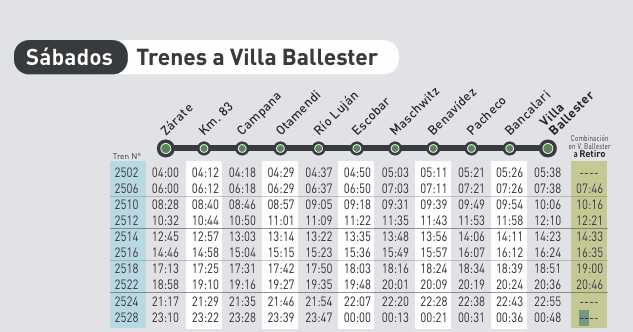 Sábados Trenes a Villa Ballester
Tren N° Zárate Km. 83 Campana Otamendi Río Luján Escobar Maschwitz Benavídez Pacheco Bancalari Villa Ballester Combinación en V. Ballester a Retiro
2502 04:00 04:12 04:18 04:29 04:37 04:50 05:03 05:11 05:21 05:26 05:38 ----
2506 06:00 06:12 06:18 06:29 06:37 06:50 07:03 07:11 07:21 07:26 07:38 07:46
2510 08:28 08:40 08:46 08:57 09:05 09:18 09:31 09:39 09:49 09:54 10:06 10:16
2512 10:32 10:44 10:50 11:01 11:09 11:22 11:35 11:43 11:53 11:58 12:10 12:21
2514 12:45 12:57 13:03 13:14 13:22 13:35 13:48 13:56 14:06 14:11 14:23 14:33
2516 14:46 14:58 15:04 15:15 15:23 15:36 15:49 15:57 16:07 16:12 16:24 16:35
2518 17:13 17:25 17:31 17:42 17:50 18:03 18:16 18:24 18:34 18:39 18:51 19:00
2522 18:58 19:10 19:16 19:27 19:35 19:48 20:01 20:09 20:19 20:24 20:36 20:46
2524 21:17 21:29 21:35 21:46 21:54 22:07 22:20 22:28 22:38 22:43 22:55 ----
2528 23:10 23:22 23:28 23:39 23:47 00:00 00:13 00:21 00:31 00:36 00:48 ----